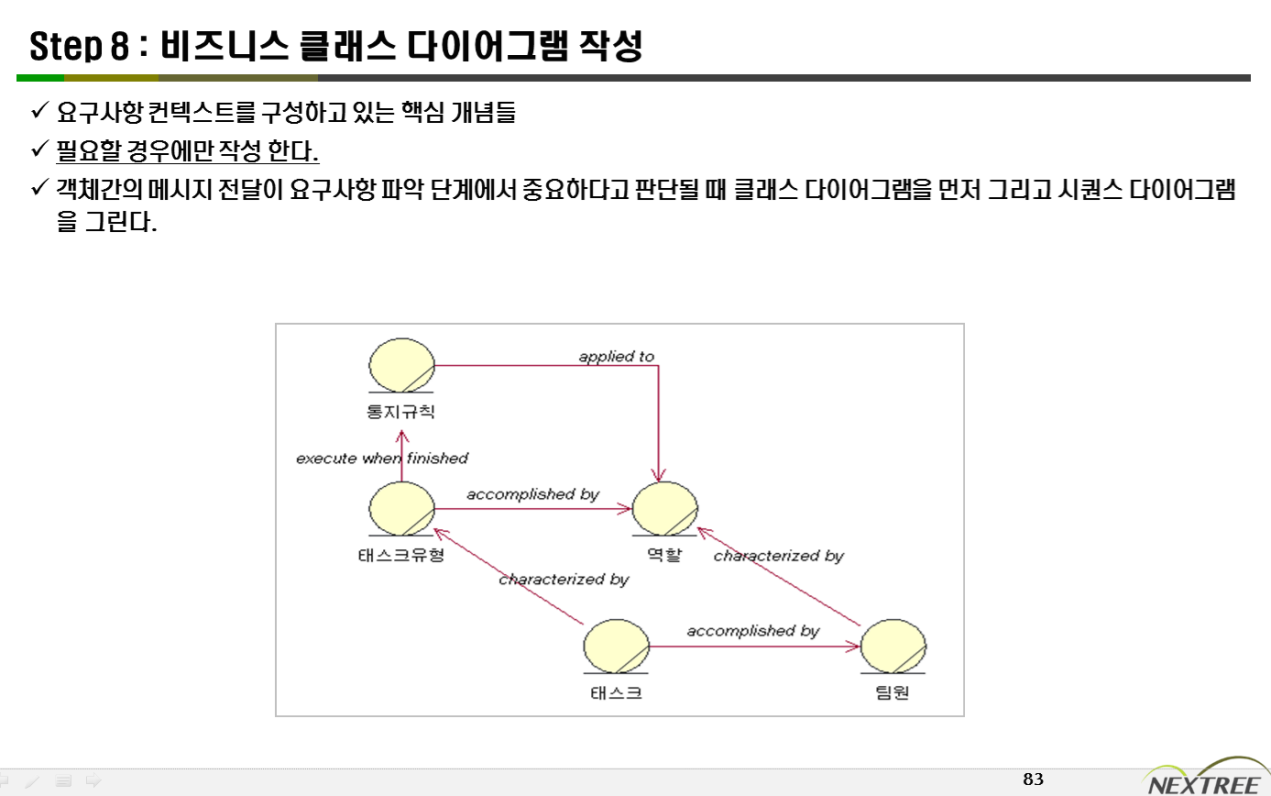 Step 8 : 비즈니스 클래스 다이어그램 작성
✓ 요구사항 컨텍스트를 구성하고 있는 핵심 개념들
✓ 필요할 경우에만 작성 한다.
✓ 객체간의 메시지 전달이 요구사항 파악 단계에서 중요하다고 판단될 때 클래스 다이어그램을 먼저 그리고 시퀀스 다이어그램
을 그린다.
applied to
통지규칙
execute when finished
accomplished by
태스크유형
역할
characterized by
characterized by
accomplished by
태스크
팀원
83
NEXTREE